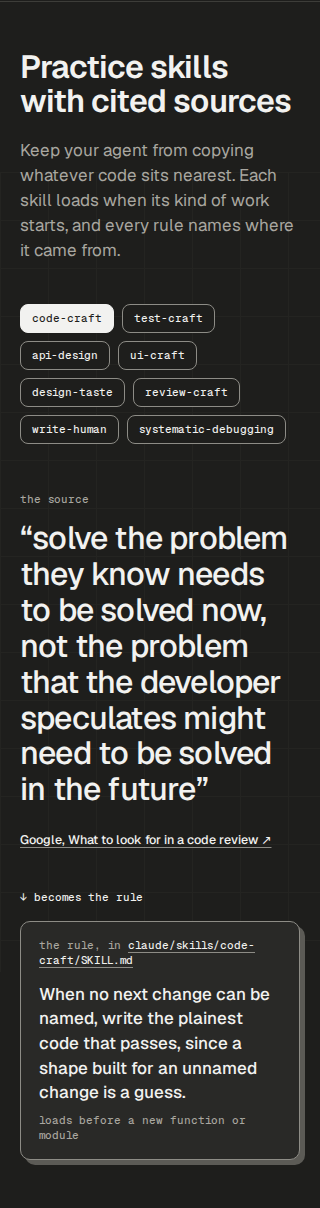 Practice skills
with cited sources
Keep your agent from copying
whatever code sits nearest. Each
skill loads when its kind of work
starts, and every rule names where
it came from.
code-craft
test-craft
api-design
ui-craft
design-taste
review-craft
write-human
systematic-debugging
the source
“solve the problem
they know needs
to be solved now,
not the problem
that the developer
speculates might
need to be solved
in the future”
Google, What to look for in a code review ↗
↓ becomes the rule
the rule, in claude/skills/code-
craft/SKILL.md
When no next change can be
named, write the plainest
code that passes, since a
shape built for an unnamed
change is a guess.
loads before a new function or
module